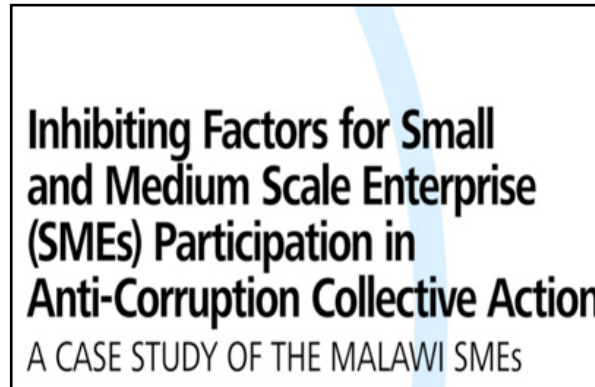 Inhibiting Factors for Small
and Medium Scale Enterprise
(SMEs) Participation in
Anti-Corruption Collective Action
A CASE STUDY OF THE MALAWI SMEs